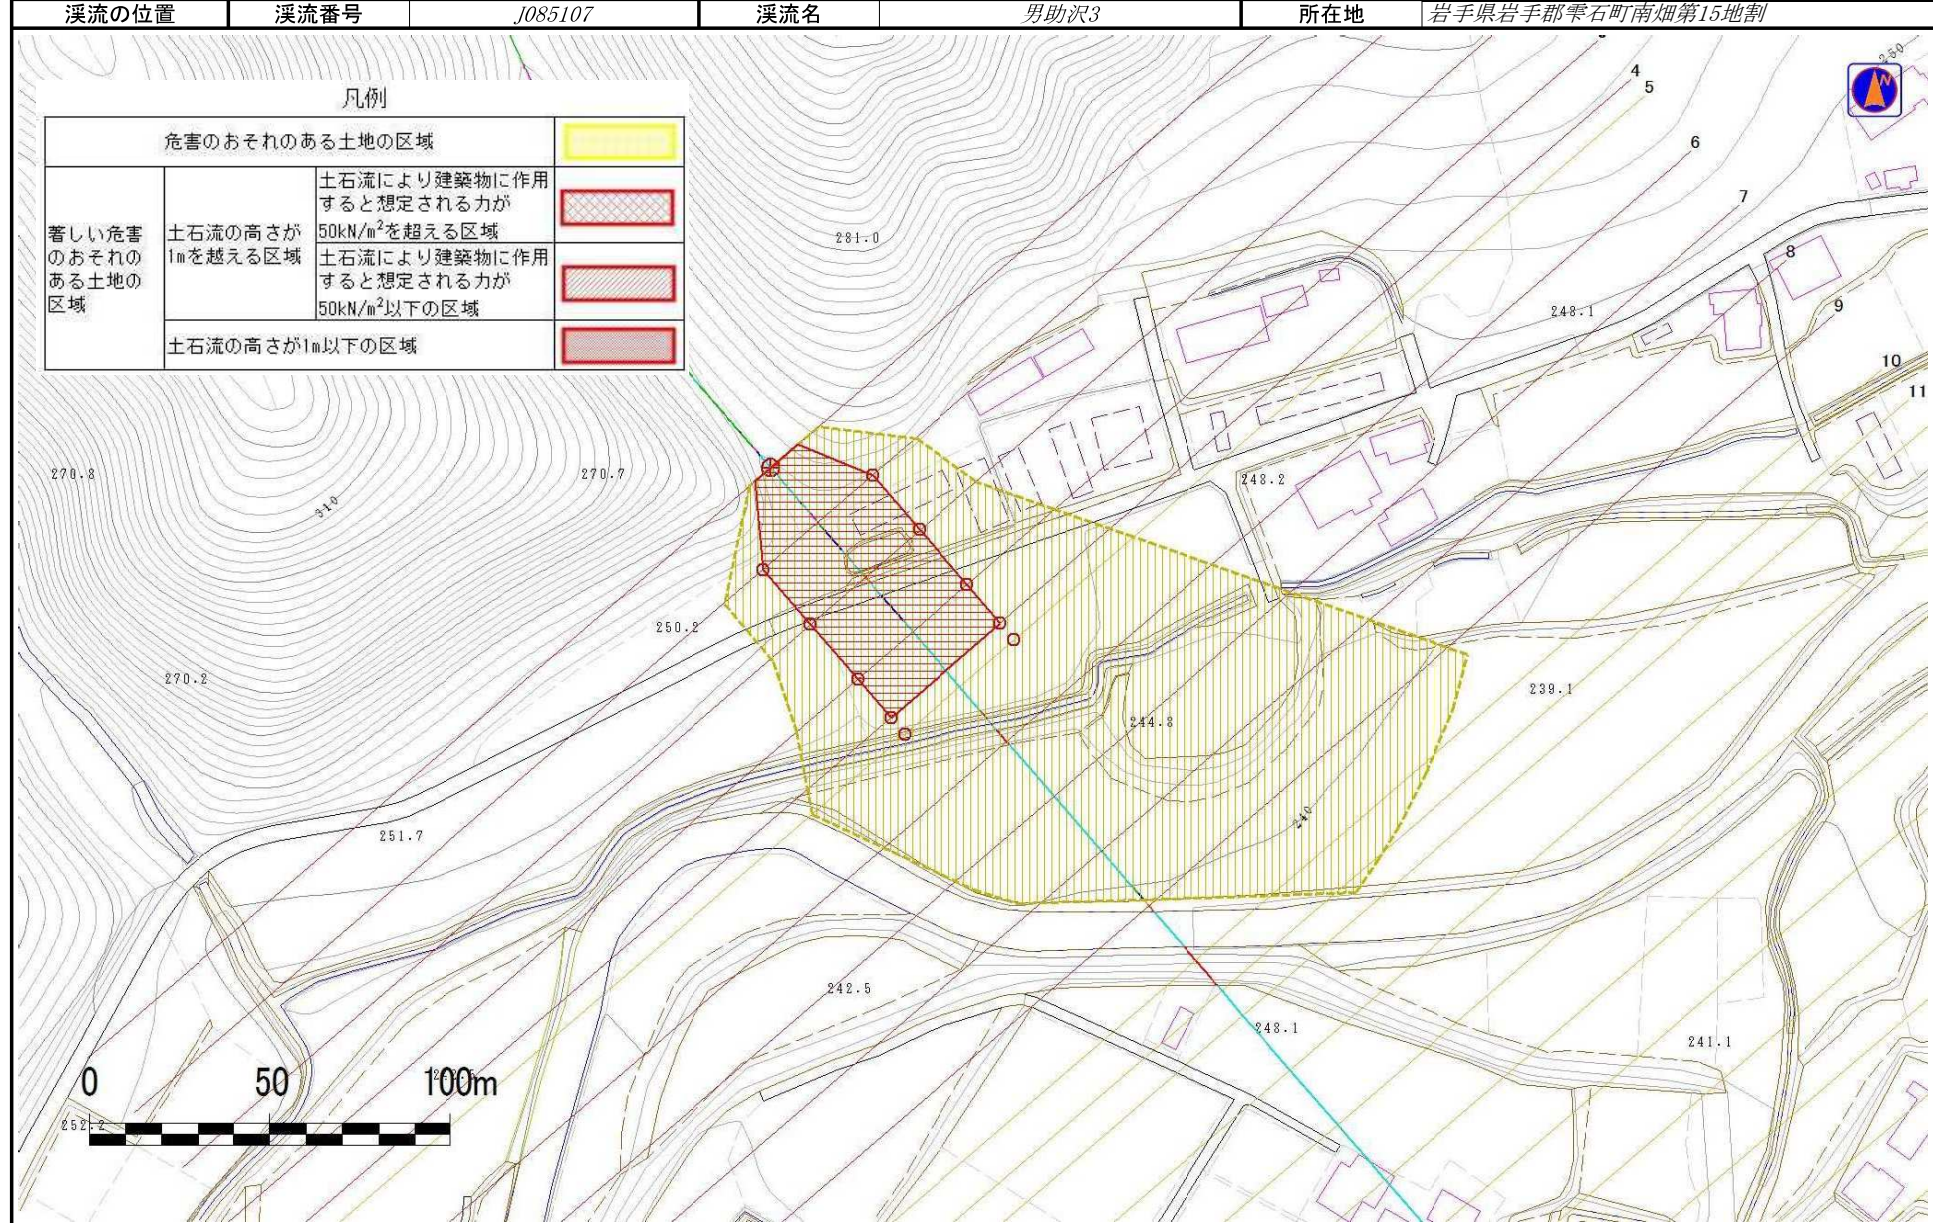 渓流の位置 渓流番号 J085107 渓流名 男助沢3 所在地 岩手県岩手郡雫石町南畑第15地割
凡例
危害のおそれのある土地の区域
著しい危害
のおそれの
ある土地の
区域
土石流の高さが
1mを越える区域
土石流により建築物に作用
すると想定される力が
50kN/m²を超える区域
土石流により建築物に作用
すると想定される力が
50kN/m²以下の区域
土石流の高さが1m以下の区域
N
250
4
5
6
7
8
9
10
11
281.0
248.1
270.8
310
270.7
248.2
250.2
270.2
239.1
244.8
240
251.7
242.5
248.1
241.1
252.2
0 50 100m